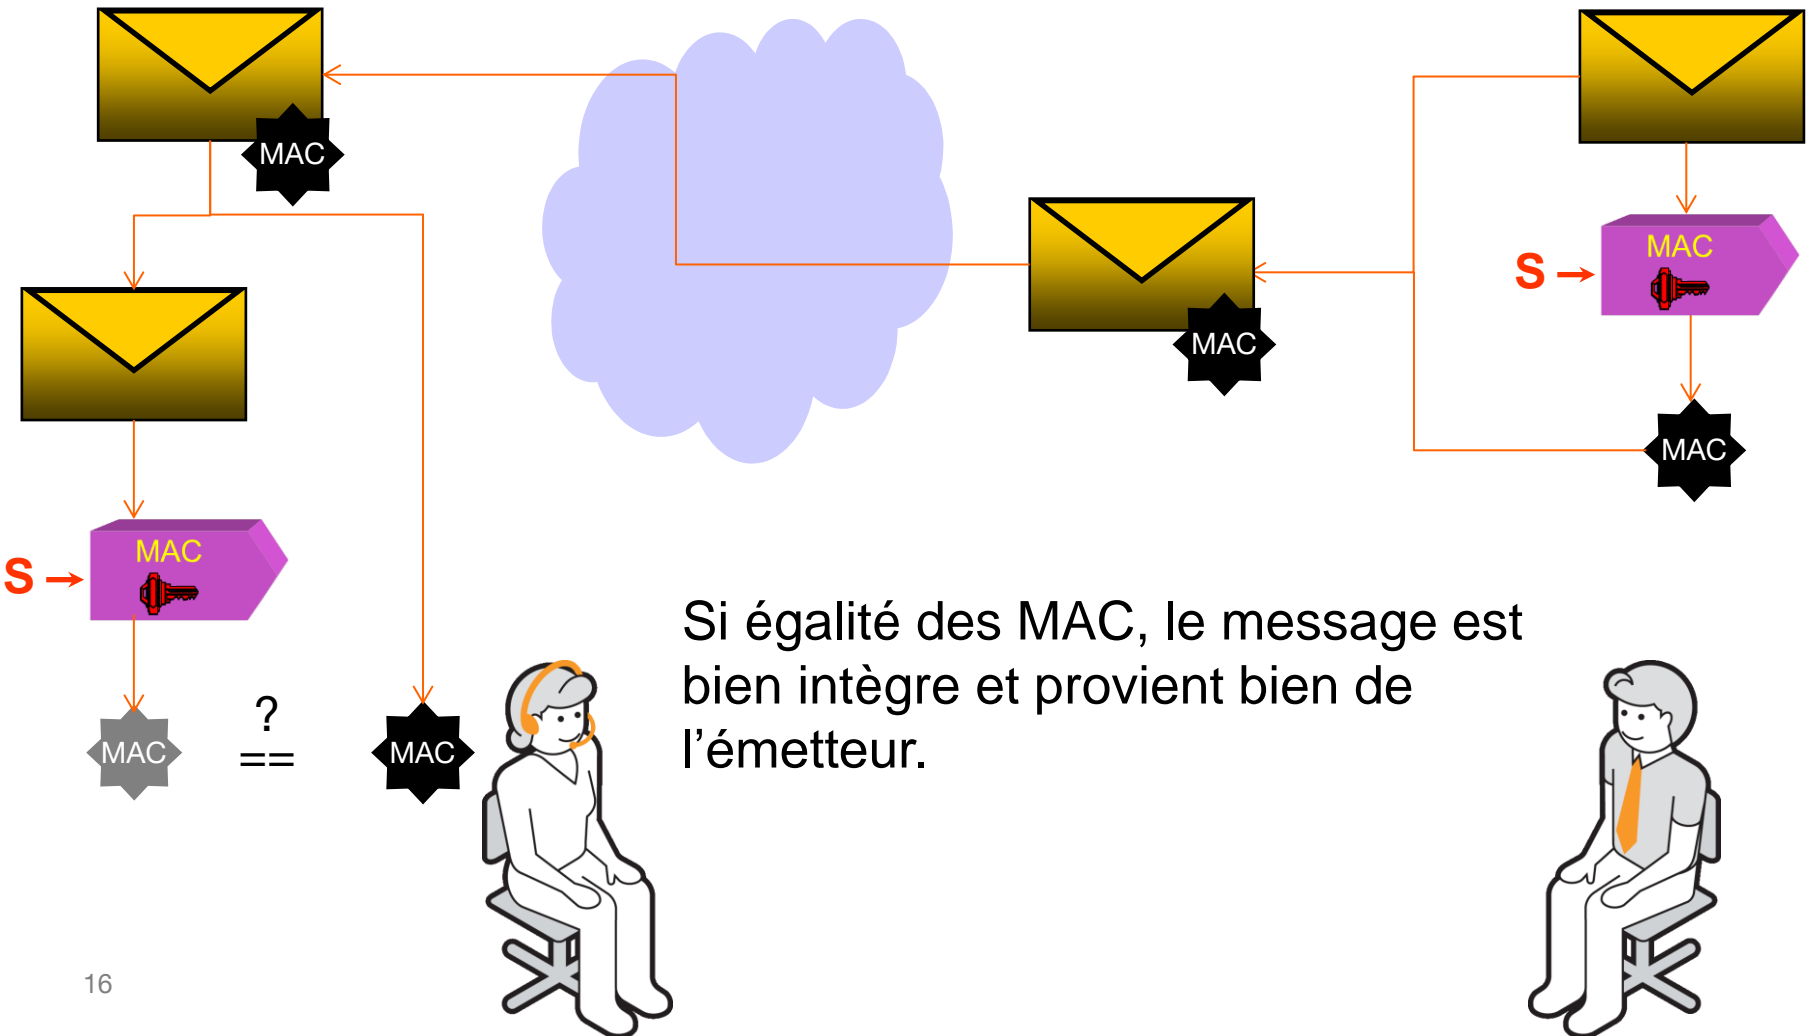 MAC
MAC
S → MAC
MAC
MAC
S → MAC
Si égalité des MAC, le message est
bien intègre et provient bien de
l’émetteur.
?
MAC == MAC
16